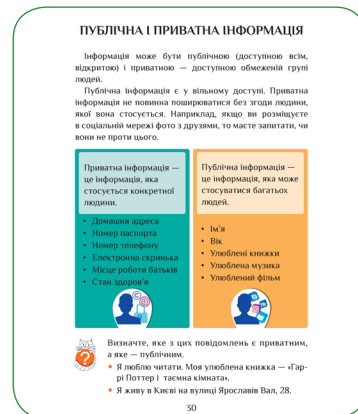 ПУБЛІЧНА І ПРИВАТНА ІНФОРМАЦІЯ
Інформація може бути публічною (доступною всім,
відкритою) і приватною — доступною обмеженій групі
людей.
Публічна інформація є у вільному доступі. Приватна
інформація не повинна поширюватися без згоди людини,
якої вона стосується. Наприклад, якщо ви розміщуєте
в соціальній мережі фото з друзями, то маєте запитати, чи
вони не проти цього.
Приватна інформація —
це інформація, яка
стосується конкретної
людини.
• Домашня адреса
• Номер паспорта
• Номер телефону
• Електронна скринька
• Місце роботи батьків
• Стан здоров'я
Публічна інформація —
це інформація, яка може
стосуватися багатьох
людей.
• Ім'я
• Вік
• Улюблені книжки
• Улюблена музика
• Улюблений фільм
Визначте, яке з цих повідомлень є приватним,
а яке — публічним.
• Я люблю читати. Моя улюблена книжка — «Гар-
рі Поттер і таємна кімната».
• Я живу в Києві на вулиці Ярославів Вал, 28.
30